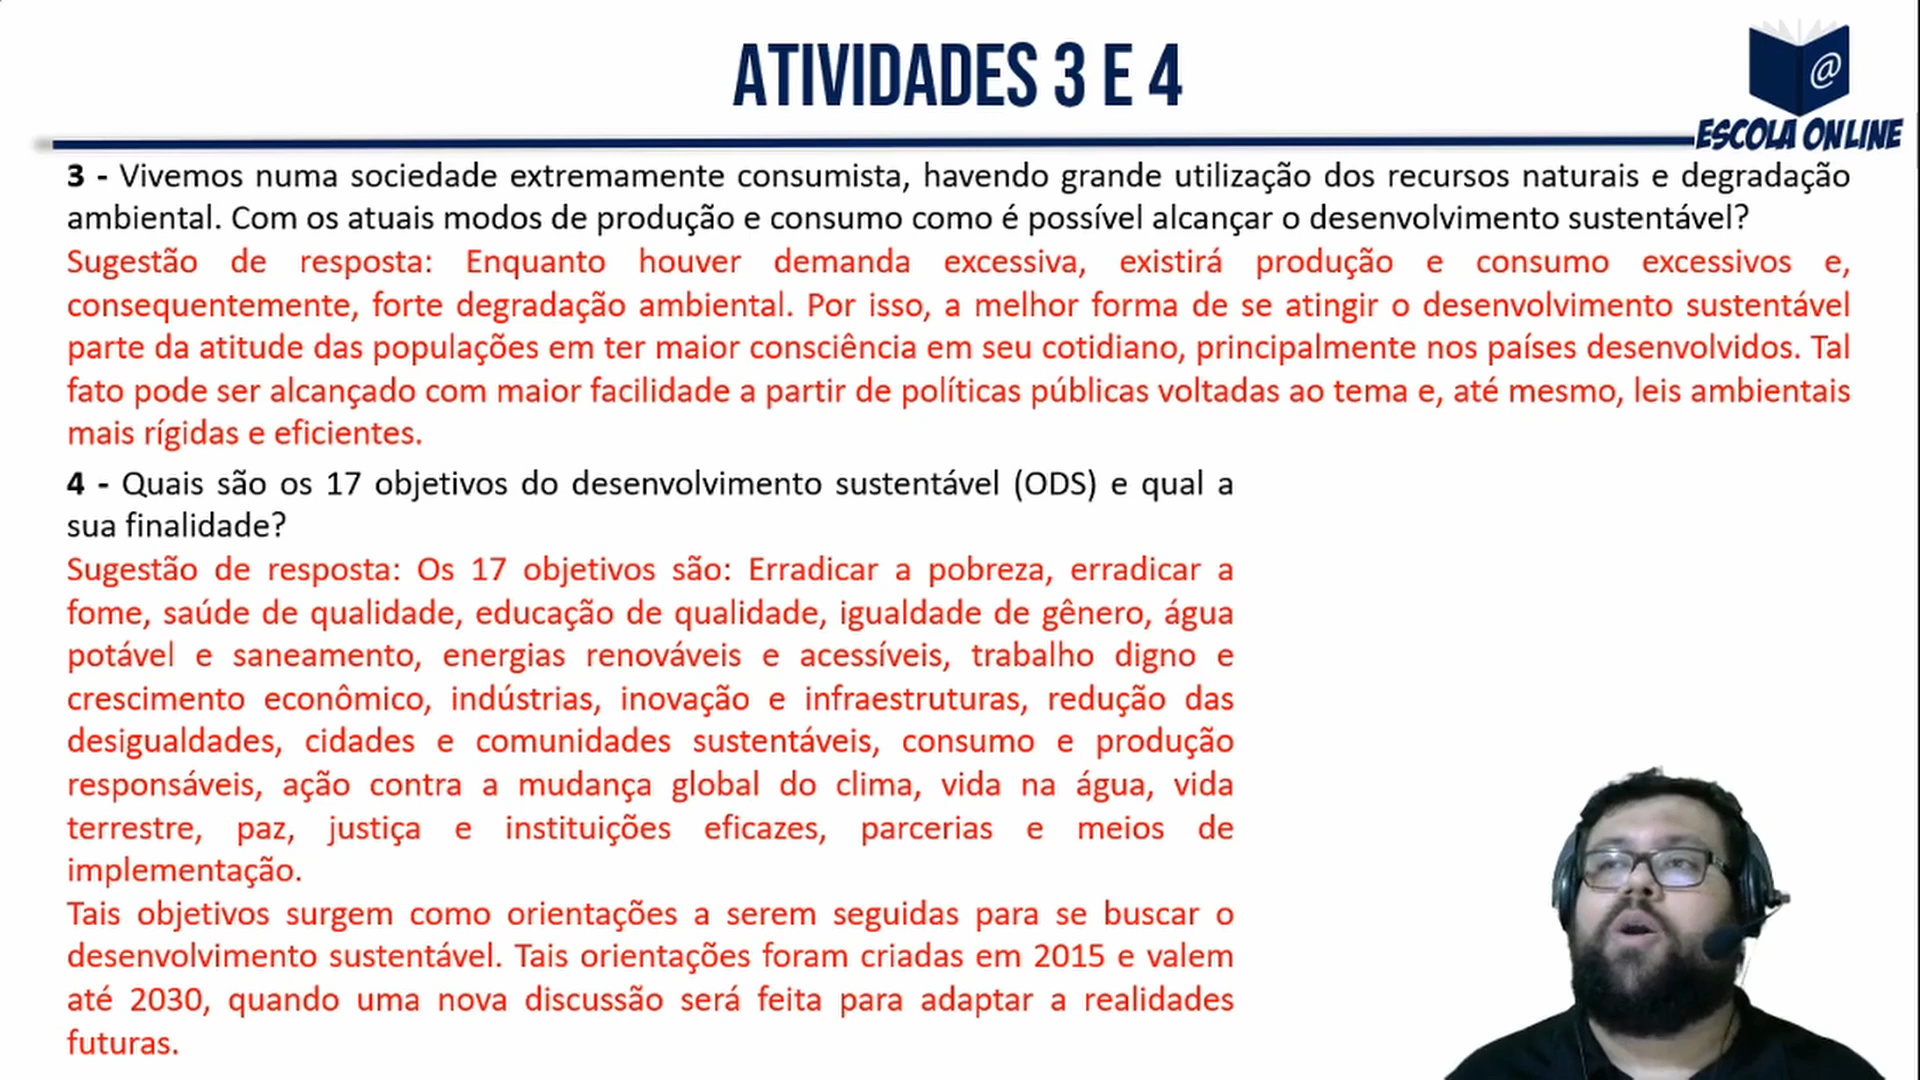 ATIVIDADES 3 E 4
@
ESCOLA ONLINE
3 - Vivemos numa sociedade extremamente consumista, havendo grande utilização dos recursos naturais e degradação
ambiental. Com os atuais modos de produção e consumo como é possível alcançar o desenvolvimento sustentável?
Sugestão de resposta: Enquanto houver demanda excessiva, existirá produção e consumo excessivos e,
consequentemente, forte degradação ambiental. Por isso, a melhor forma de se atingir o desenvolvimento sustentável
parte da atitude das populações em ter maior consciência em seu cotidiano, principalmente nos países desenvolvidos. Tal
fato pode ser alcançado com maior facilidade a partir de políticas públicas voltadas ao tema e, até mesmo, leis ambientais
mais rígidas e eficientes.
4 - Quais são os 17 objetivos do desenvolvimento sustentável (ODS) e qual a
sua finalidade?
Sugestão de resposta: Os 17 objetivos são: Erradicar a pobreza, erradicar a
fome, saúde de qualidade, educação de qualidade, igualdade de gênero, água
potável e saneamento, energias renováveis e acessíveis, trabalho digno e
crescimento econômico, indústrias, inovação e infraestruturas, redução das
desigualdades, cidades e comunidades sustentáveis, consumo e produção
responsáveis, ação contra a mudança global do clima, vida na água, vida
terrestre, paz, justiça e instituições eficazes, parcerias e meios de
implementação.
Tais objetivos surgem como orientações a serem seguidas para se buscar o
desenvolvimento sustentável. Tais orientações foram criadas em 2015 e valem
até 2030, quando uma nova discussão será feita para adaptar a realidades
futuras.